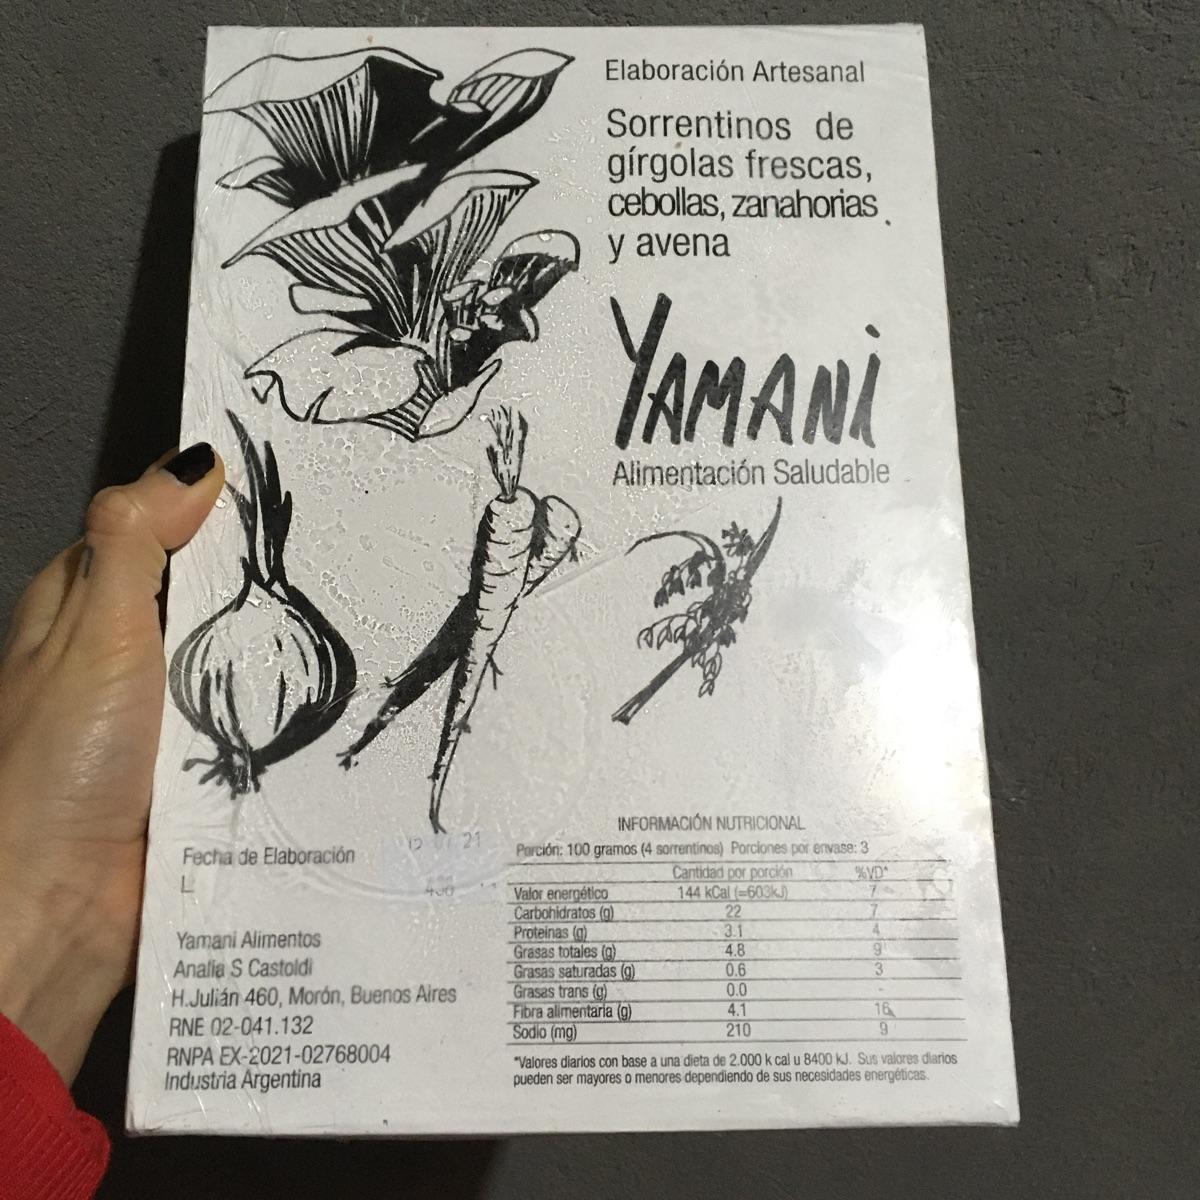 Elaboración Artesanal
Sorrentinos de
gírgolas frescas,
cebollas, zanahorias
y avena
YAMANi
Alimentación Saludable
Fecha de Elaboración
21
L
Yamani Alimentos
Analía S Castoldi
H.Julián 460, Morón, Buenos Aires
RNE 02-041.132
RNPA EX-2021-02768004
Industria Argentina
INFORMACIÓN NUTRICIONAL
Porción: 100 gramos (4 sorrentinos) Porciones por envase: 3
Cantidad por porción %VD*
Valor energético 144 kCal (=603kJ) 7
Carbohidratos (g) 22 7
Proteínas (g) 3.1 4
Grasas totales (g) 4.8 9
Grasas saturadas (g) 0.6 3
Grasas trans (g) 0.0 -
Fibra alimentaria (g) 4.1 16
Sodio (mg) 210 9
*Valores diarios con base a una dieta de 2.000 k cal u 8400 kJ. Sus valores diarios
pueden ser mayores o menores dependiendo de sus necesidades energéticas.